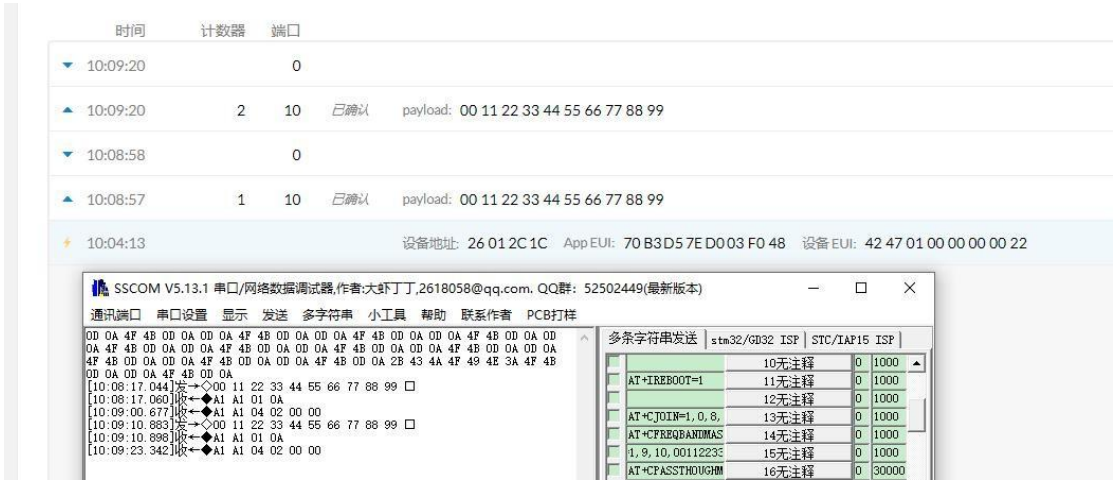 时间 计数器 端口
10:09:20 0
10:09:20 2 10 已确认 payload: 00 11 22 33 44 55 66 77 88 99
10:08:58 0
10:08:57 1 10 已确认 payload: 00 11 22 33 44 55 66 77 88 99
10:04:13 设备地址: 26 01 2C 1C App EUI: 70 B3 D5 7E D0 03 F0 48 设备 EUI: 42 47 01 00 00 00 00 22
SSCOM V5.13.1 串口/网络数据调试器,作者:大虾丁丁,2618058@qq.com. QQ群: 52502449(最新版本)
通讯端口 串口设置 显示 发送 多字符串 小工具 帮助 联系作者 PCB打样
0D 0A 4F 4B 0D 0A 0D 0A 4F 4B 0D 0A 0D 0A 4F 4B 0D 0A 0D 0A 4F 4B 0D 0A 0D
0A 4F 4B 0D 0A 0D 0A 4F 4B 0D 0A 0D 0A 4F 4B 0D 0A 0D 0A 4F 4B 0D 0A 0D 0A
4F 4B 0D 0A 0D 0A 4F 4B 0D 0A 0D 0A 4F 4B 0D 0A 2B 43 4A 4F 49 4E 3A 4F 4B
0D 0A 0D 0A 4F 4B 0D 0A
[10:08:17.044]发→◇00 11 22 33 44 55 66 77 88 99 □
[10:08:17.060]收←◆A1 A1 01 0A
[10:09:00.677]收←◆A1 A1 04 02 00 00
[10:09:10.883]发→◇00 11 22 33 44 55 66 77 88 99 □
[10:09:10.898]收←◆A1 A1 01 0A
[10:09:23.342]收←◆A1 A1 04 02 00 00
多条字符串发送 stm32/GD32 ISP STC/IAP15 ISP
10无注释 0 1000
AT+IREBOOT=1 11无注释 0 1000
12无注释 0 1000
AT+CJOIN=1,0,8, 13无注释 0 1000
AT+CFREQBANDMAS 14无注释 0 1000
1,9,10,00112233 15无注释 0 1000
AT+CPASSTHOUGHM 16无注释 0 30000